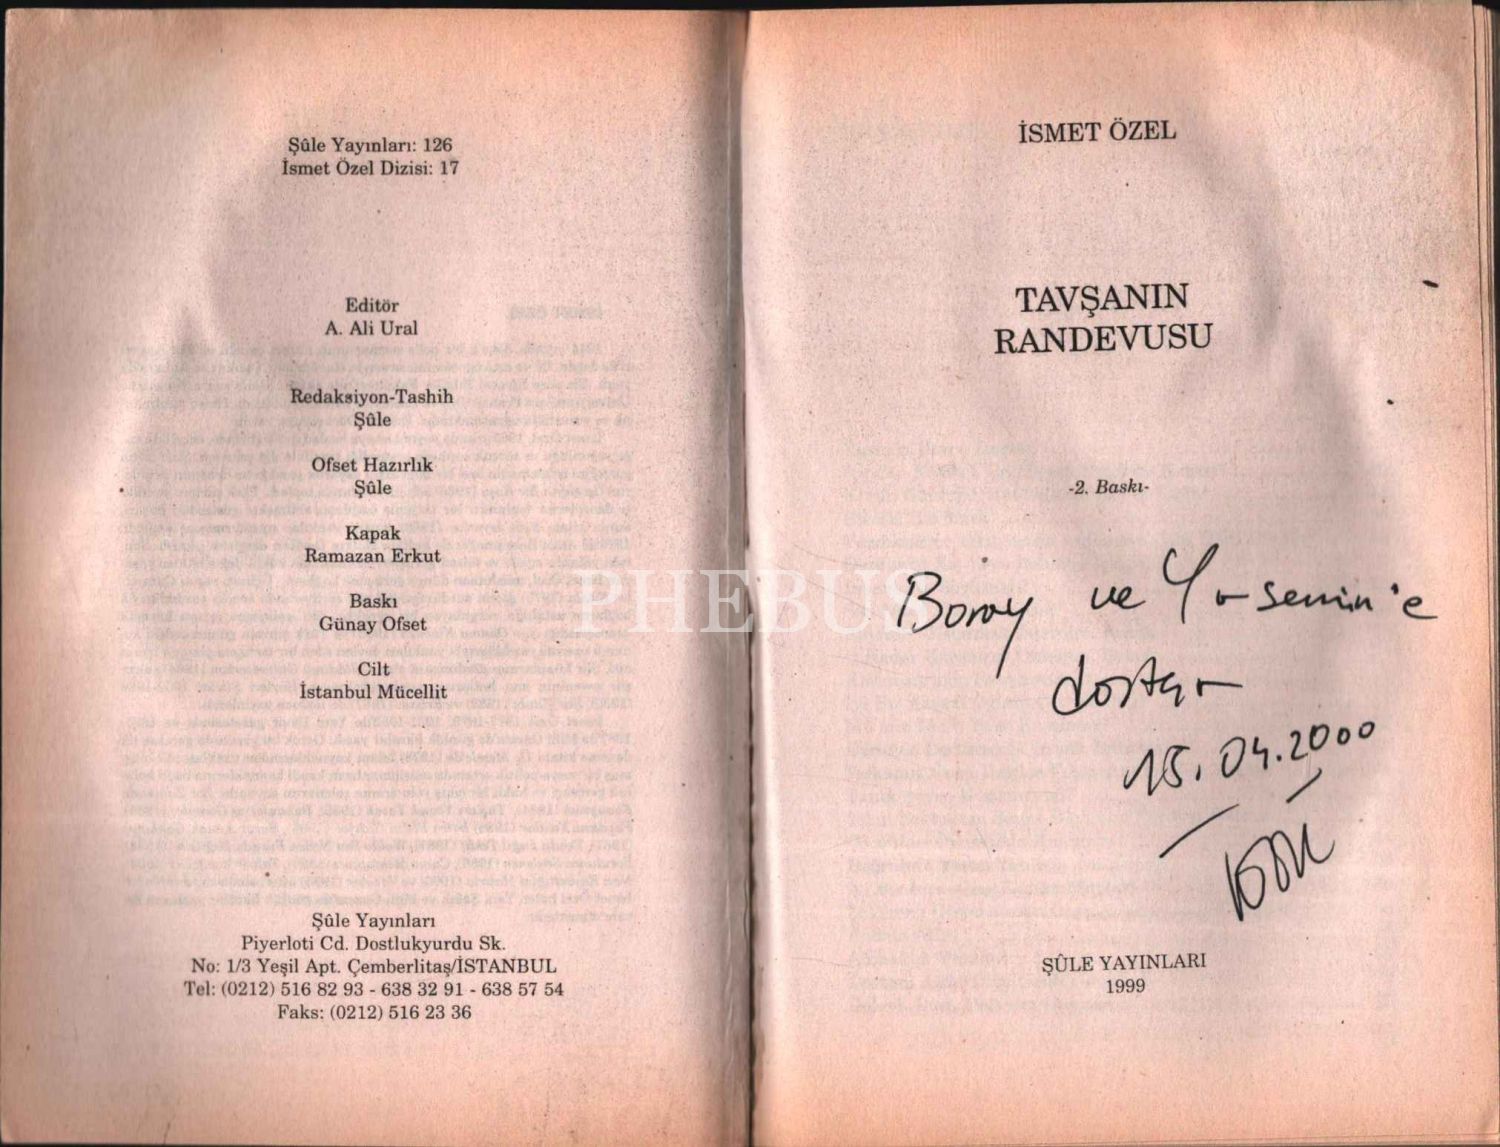 Şûle Yayınları: 126
İsmet Özel Dizisi: 17
Editör
A. Ali Ural
Redaksiyon-Tashih
Şûle
Ofset Hazırlık
Şûle
Kapak
Ramazan Erkut
Baskı
Günay Ofset
Cilt
İstanbul Mücellit
Şûle Yayınları
Piyerloti Cd. Dostlukyurdu Sk.
No: 1/3 Yeşil Apt. Çemberlitaş/İSTANBUL
Tel: (0212) 516 82 93 - 638 32 91 - 638 57 54
Faks: (0212) 516 23 36
PHEBUS
İSMET ÖZEL
TAVŞANIN
RANDEVUSU
-2. Baskı-
Boray ve Yasemin'e
dostça
15.04.2000
ŞÛLE YAYINLARI
1999